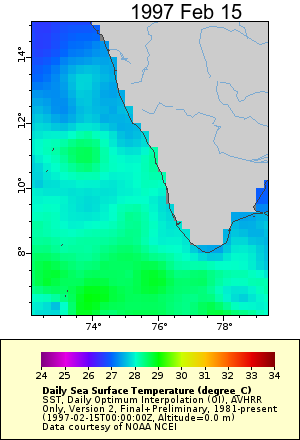 1997 Feb 15
14°
12°
10°
8°
74°
76°
78°
24 25 26 27 28 29 30 31 32 33 34
Daily Sea Surface Temperature (degree_C)
SST, Daily Optimum Interpolation (OI), AVHRR
Only, Version 2, Final+Preliminary, 1981-present
(1997-02-15T00:00:00Z, Altitude=0.0 m)
Data courtesy of NOAA NCEI